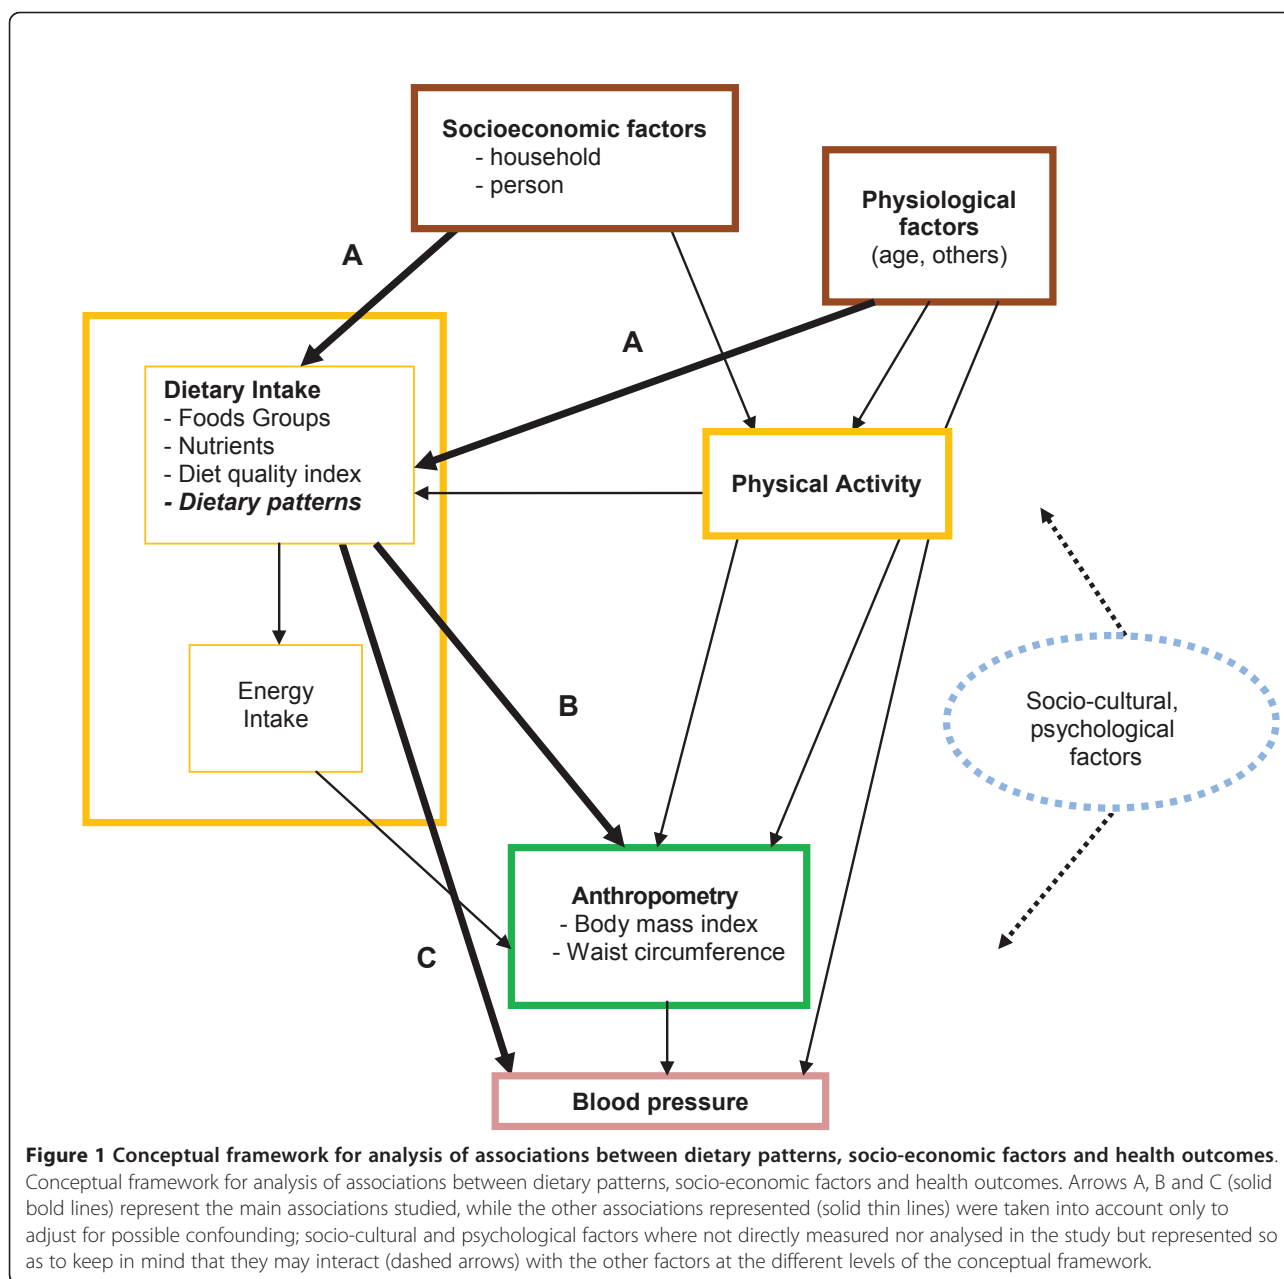 Socioeconomic factors
- household
- person
Physiological
factors
(age, others)
A
A
Dietary Intake
- Foods Groups
- Nutrients
- Diet quality index
- Dietary patterns
Physical Activity
Energy
Intake
B
Socio-cultural,
psychological
factors
Anthropometry
- Body mass index
- Waist circumference
C
Blood pressure
Figure 1 Conceptual framework for analysis of associations between dietary patterns, socio-economic factors and health outcomes.
Conceptual framework for analysis of associations between dietary patterns, socio-economic factors and health outcomes. Arrows A, B and C (solid
bold lines) represent the main associations studied, while the other associations represented (solid thin lines) were taken into account only to
adjust for possible confounding; socio-cultural and psychological factors where not directly measured nor analysed in the study but represented so
as to keep in mind that they may interact (dashed arrows) with the other factors at the different levels of the conceptual framework.